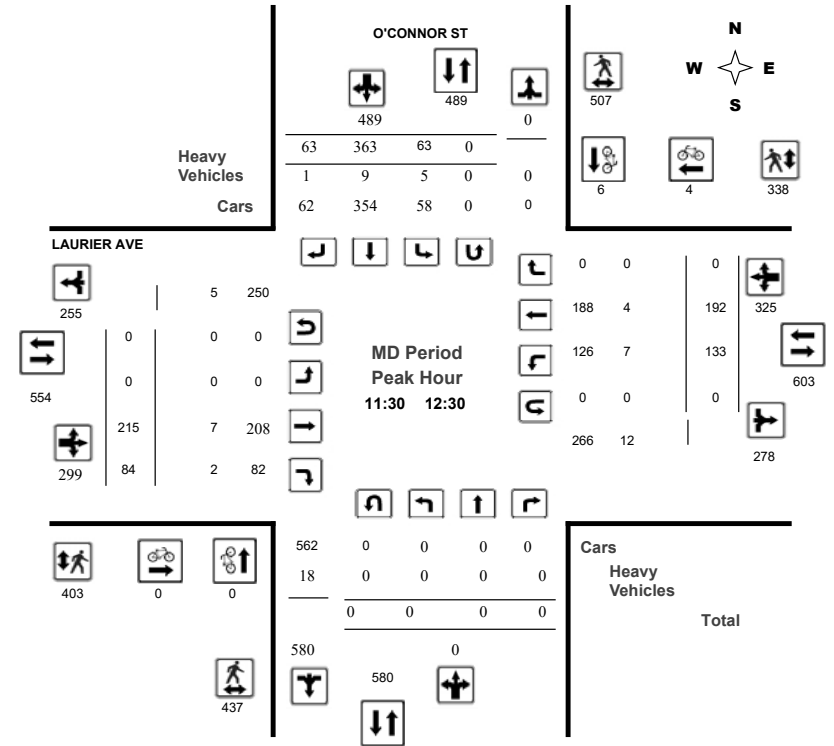 O'CONNOR ST
N
W E
S
489
507
489 0
63 363 63 0
Heavy
Vehicles
1 9 5 0 0
Cars 62 354 58 0 0
6 4 338
LAURIER AVE
255
5 250
0 0 0
554
0 0 0
215 7 208
299
84 2 82
MD Period
Peak Hour
11:30 12:30
0 0 0
188 4 192 325
126 7 133
603
0 0 0
266 12
278
562 0 0 0 0
18 0 0 0 0
0 0 0 0
580 0
580
403 0 0
437
Cars
Heavy
Vehicles
Total